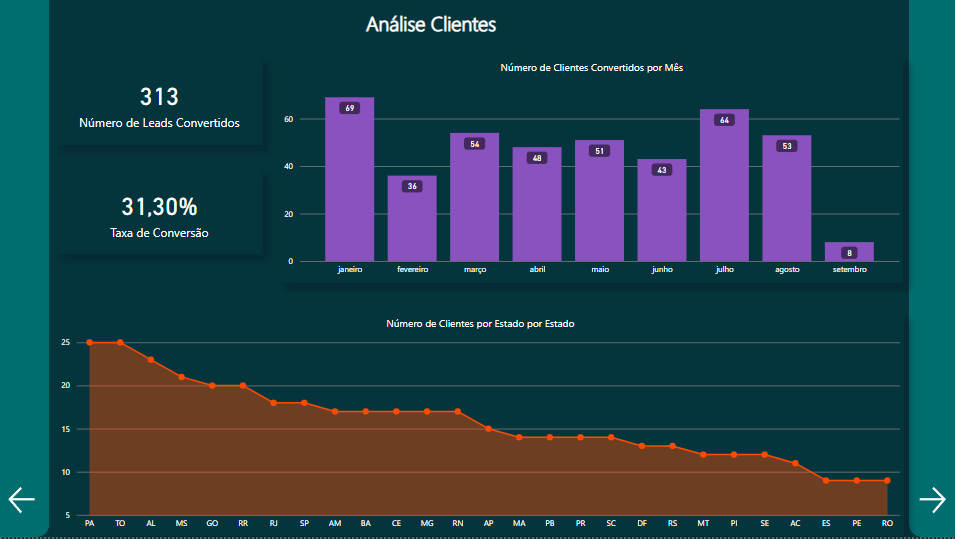 Análise Clientes
313
Número de Leads Convertidos
31,30%
Taxa de Conversão
Número de Clientes Convertidos por Mês
60
40
20
0
69
36
54
48
51
43
64
53
8
janeiro fevereiro março abril maio junho julho agosto setembro
Número de Clientes por Estado por Estado
25
20
15
10
5
PA TO AL MS GO RR RJ SP AM BA CE MG RN AP MA PB PR SC DF RS MT PI SE AC ES PE RO